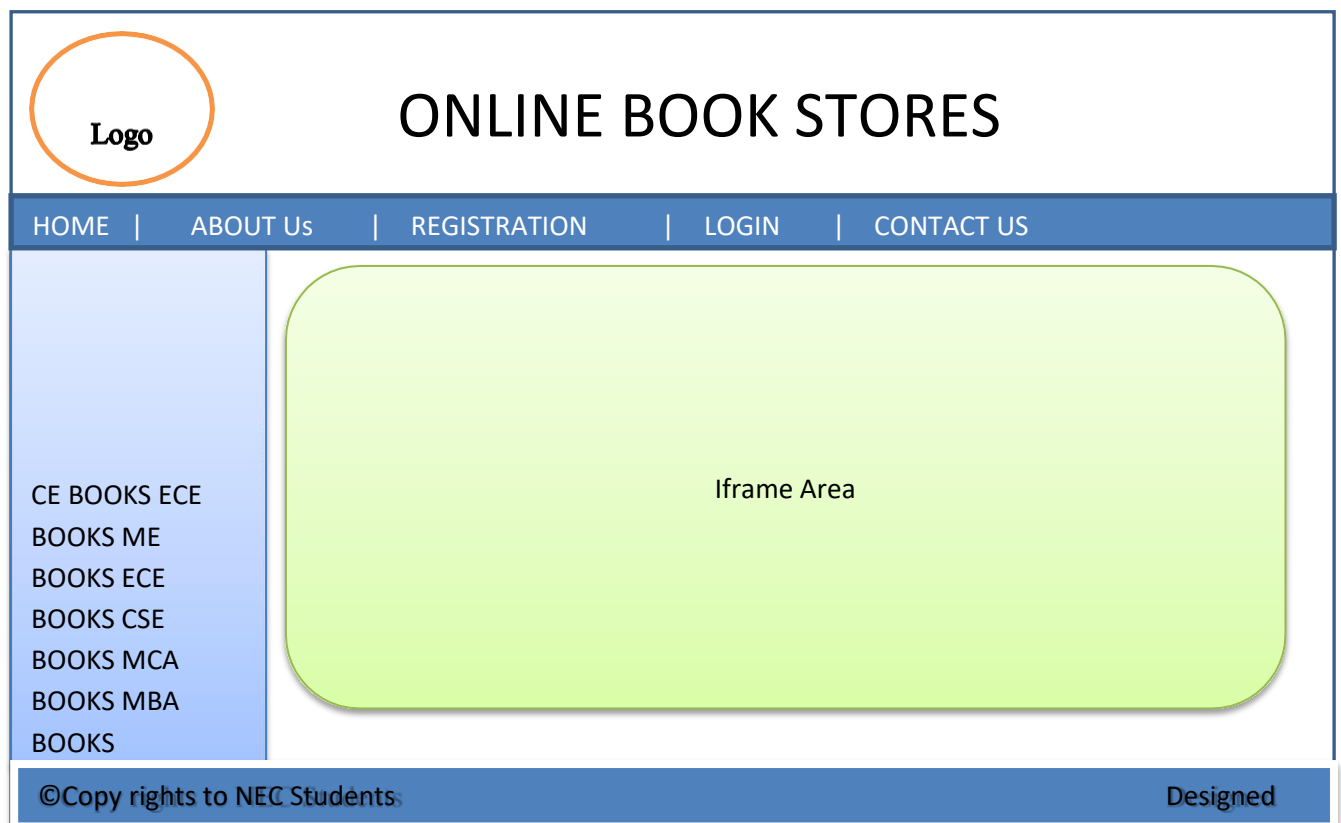 Logo
ONLINE BOOK STORES
HOME | ABOUT Us | REGISTRATION | LOGIN | CONTACT US
CE BOOKS ECE
BOOKS ME
BOOKS ECE
BOOKS CSE
BOOKS MCA
BOOKS MBA
BOOKS
Iframe Area
©Copy rights to NEC Students Designed